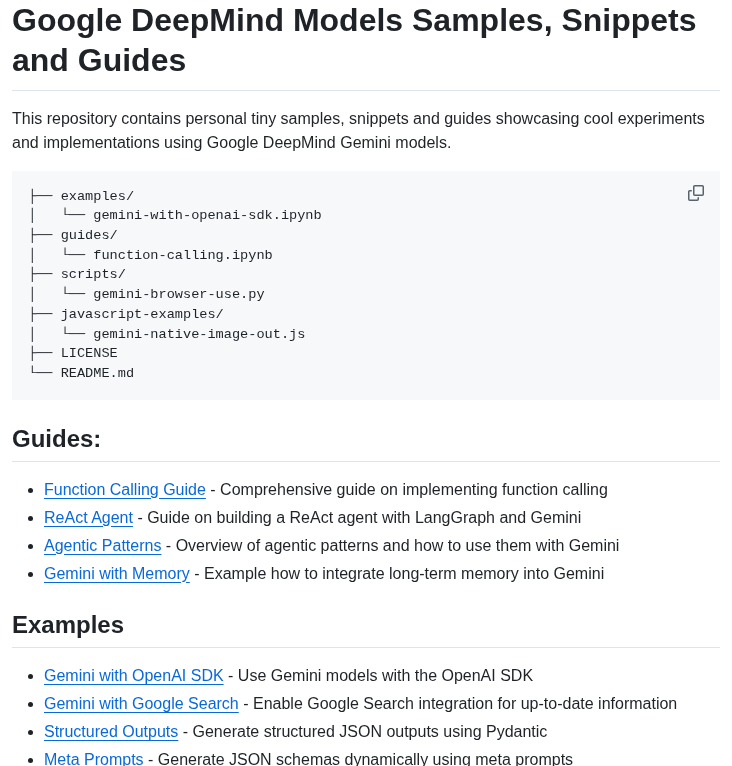 Google DeepMind Models Samples, Snippets
and Guides
This repository contains personal tiny samples, snippets and guides showcasing cool experiments
and implementations using Google DeepMind Gemini models.
├── examples/
│   └── gemini-with-openai-sdk.ipynb
├── guides/
│   └── function-calling.ipynb
├── scripts/
│   └── gemini-browser-use.py
├── javascript-examples/
│   └── gemini-native-image-out.js
├── LICENSE
└── README.md
Guides:
• Function Calling Guide - Comprehensive guide on implementing function calling
• ReAct Agent - Guide on building a ReAct agent with LangGraph and Gemini
• Agentic Patterns - Overview of agentic patterns and how to use them with Gemini
• Gemini with Memory - Example how to integrate long-term memory into Gemini
Examples
• Gemini with OpenAI SDK - Use Gemini models with the OpenAI SDK
• Gemini with Google Search - Enable Google Search integration for up-to-date information
• Structured Outputs - Generate structured JSON outputs using Pydantic
• Meta Prompts - Generate JSON schemas dynamically using meta prompts